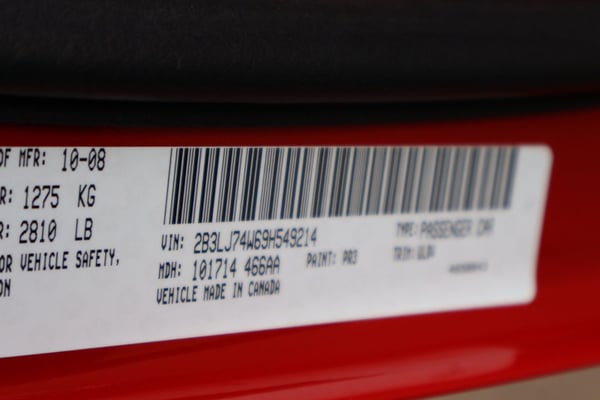 OF MFR: 10-08
R: 1275 KG
R: 2810 LB
OR VEHICLE SAFETY,
ON
VIN: 2B3LJ74W69H549214
TYPE: PASSENGER CAR
MDH: 101714 466AA
PAINT: PR3
TRIM:
VEHICLE MADE IN CANADA